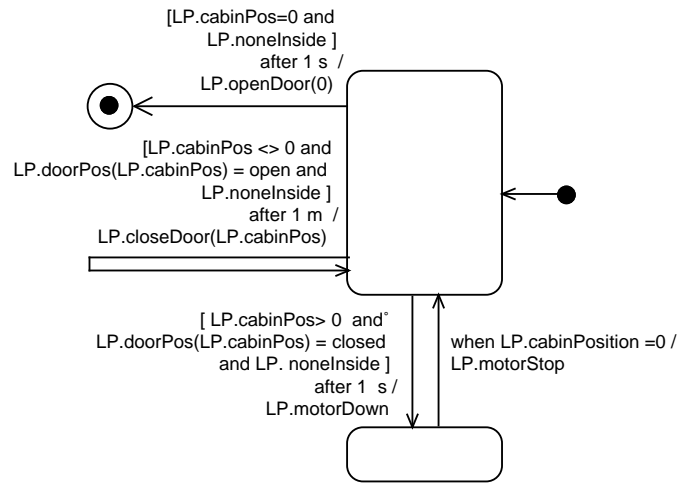 [LP.cabinPos=0 and
LP.noneInside ]
after 1 s /
LP.openDoor(0)
[LP.cabinPos <> 0 and
LP.doorPos(LP.cabinPos) = open and
LP.noneInside ]
after 1 m /
LP.closeDoor(LP.cabinPos)
[ LP.cabinPos> 0 and°
LP.doorPos(LP.cabinPos) = closed
and LP. noneInside ]
after 1 s /
LP.motorDown
when LP.cabinPosition =0 /
LP.motorStop